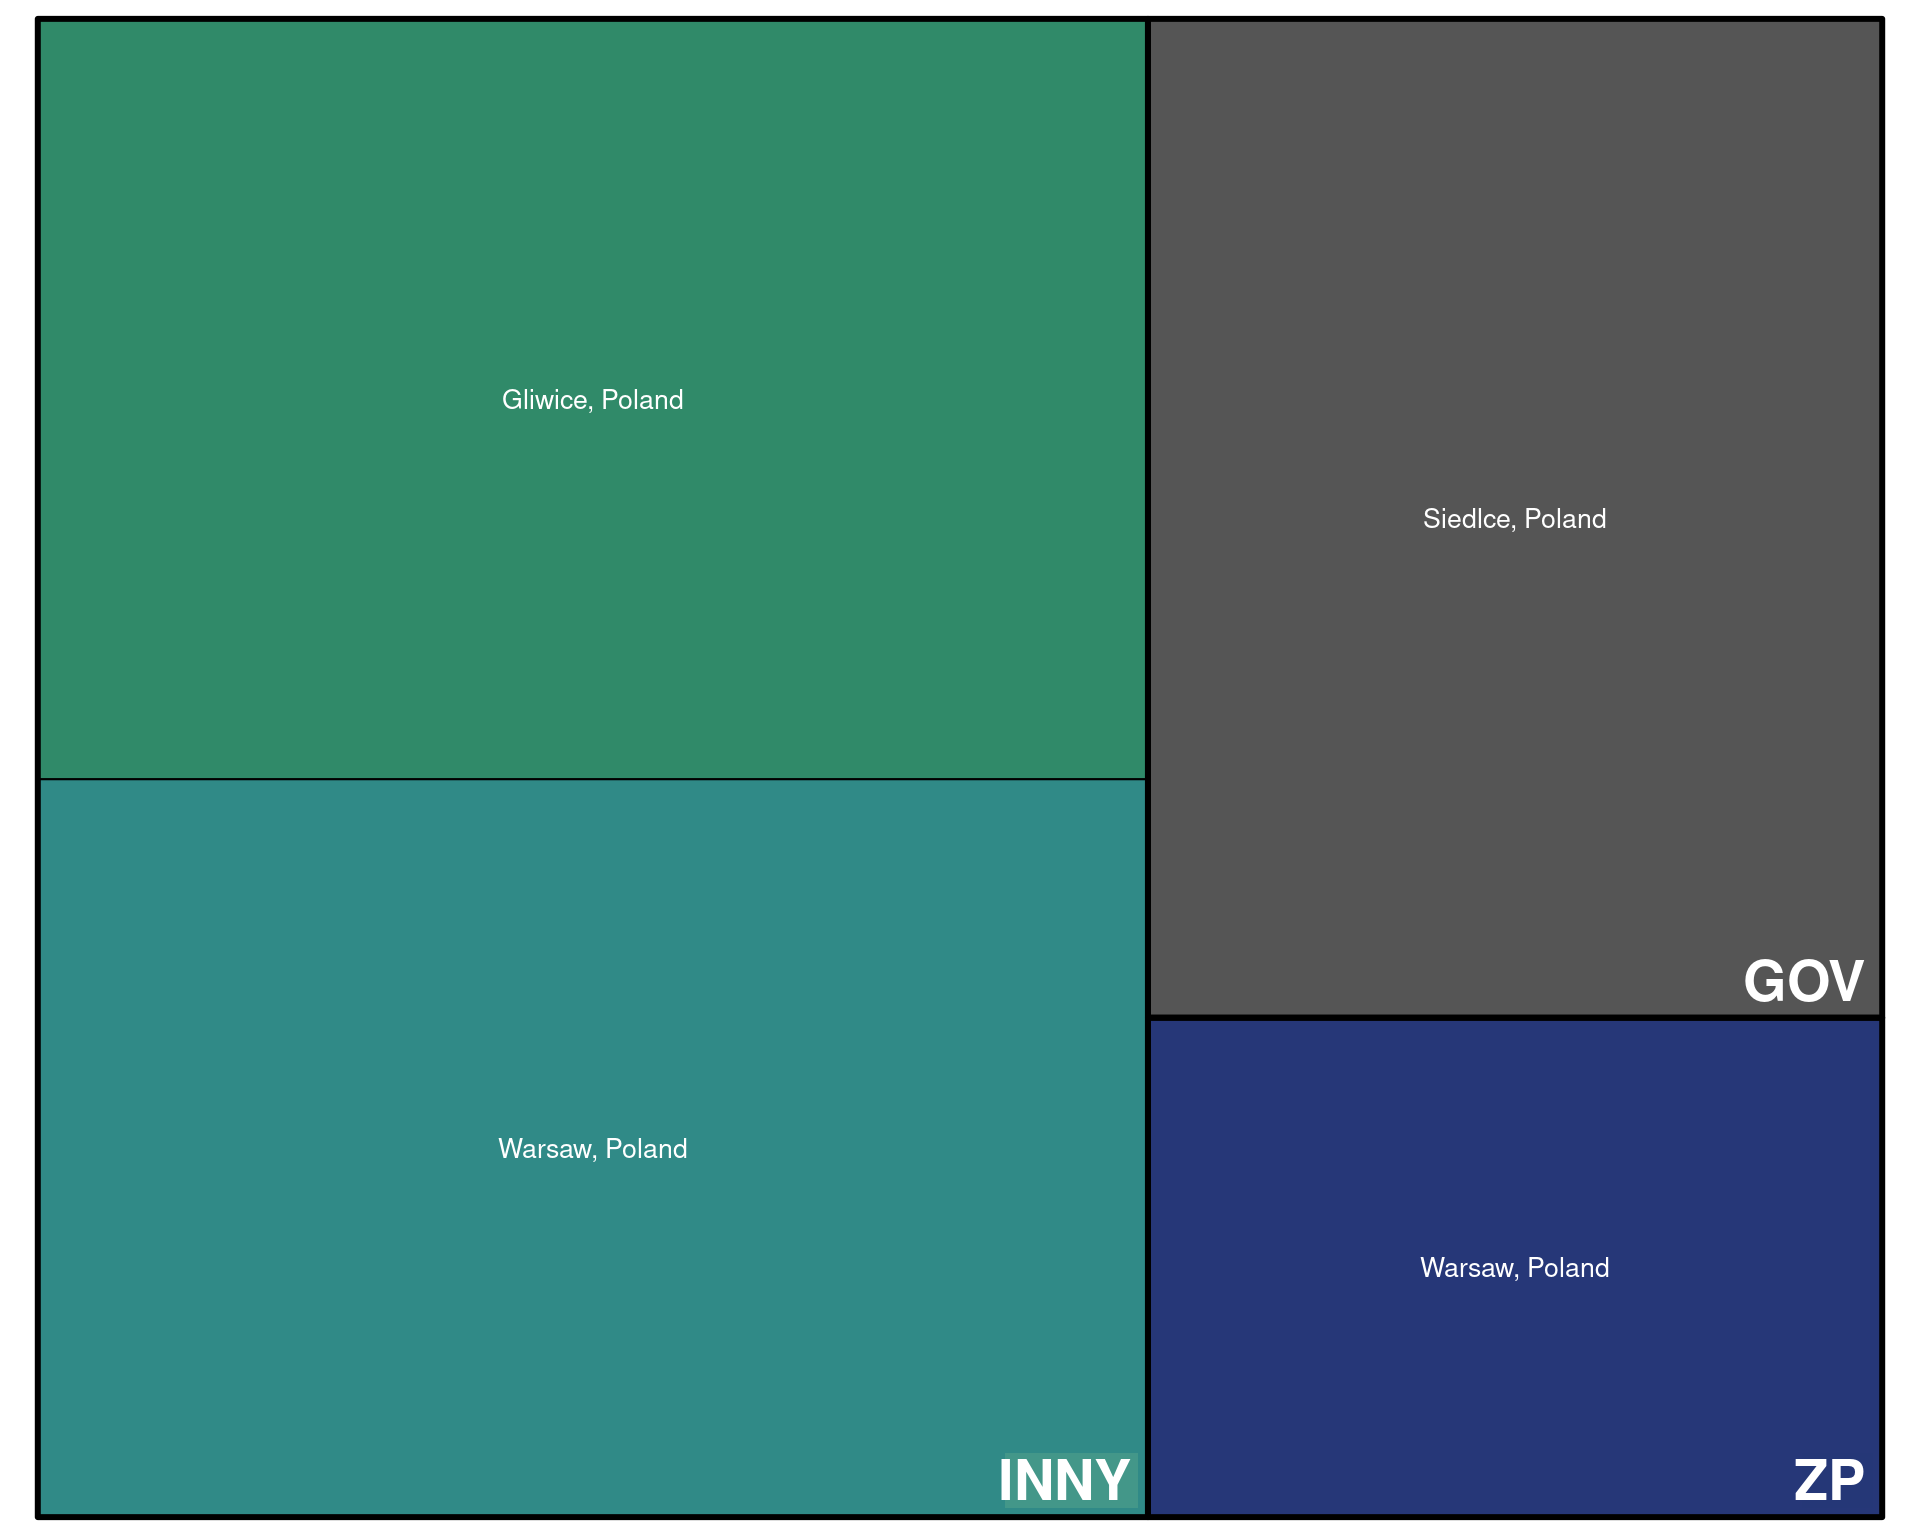 Gliwice, Poland
Warsaw, Poland
INNY
Siedlce, Poland
GOV
Warsaw, Poland
ZP